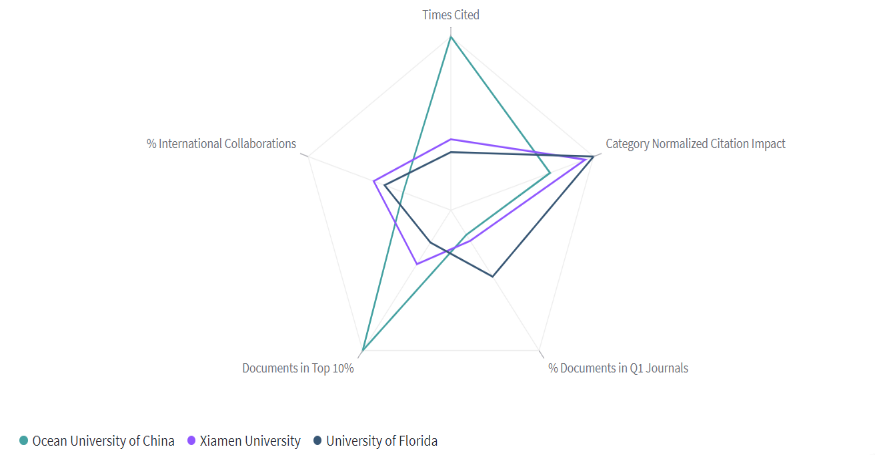 Times Cited
% International Collaborations
Category Normalized Citation Impact
Documents in Top 10%
% Documents in Q1 Journals
Ocean University of China
Xiamen University
University of Florida